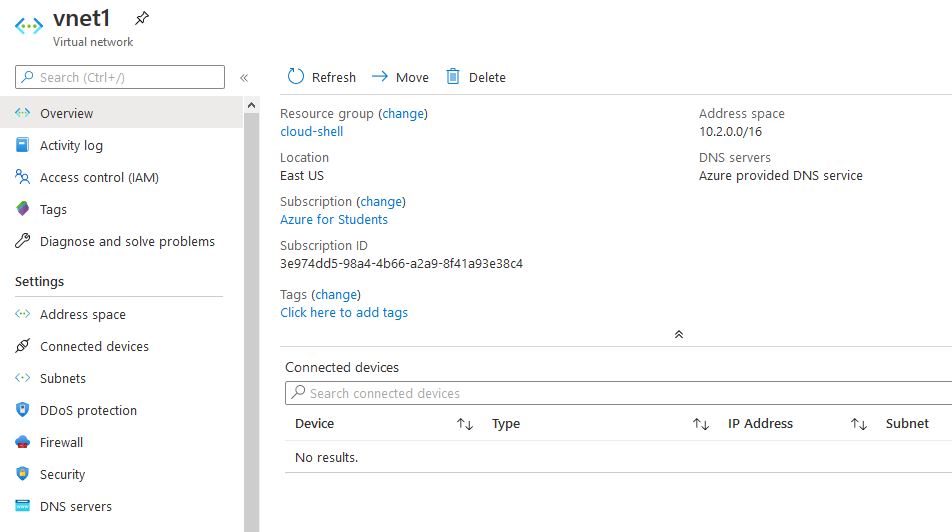 vnet1
Virtual network
Search (Ctrl+/)
«
Overview
Activity log
Access control (IAM)
Tags
Diagnose and solve problems
Settings
Address space
Connected devices
Subnets
DDoS protection
Firewall
Security
DNS servers
Refresh Move Delete
Resource group (change)
cloud-shell
Location
East US
Subscription (change)
Azure for Students
Subscription ID
3e974dd5-98a4-4b66-a2a9-8f41a93e38c4
Tags (change)
Click here to add tags
Address space
10.2.0.0/16
DNS servers
Azure provided DNS service
Connected devices
Search connected devices
Device Type IP Address Subnet
No results.